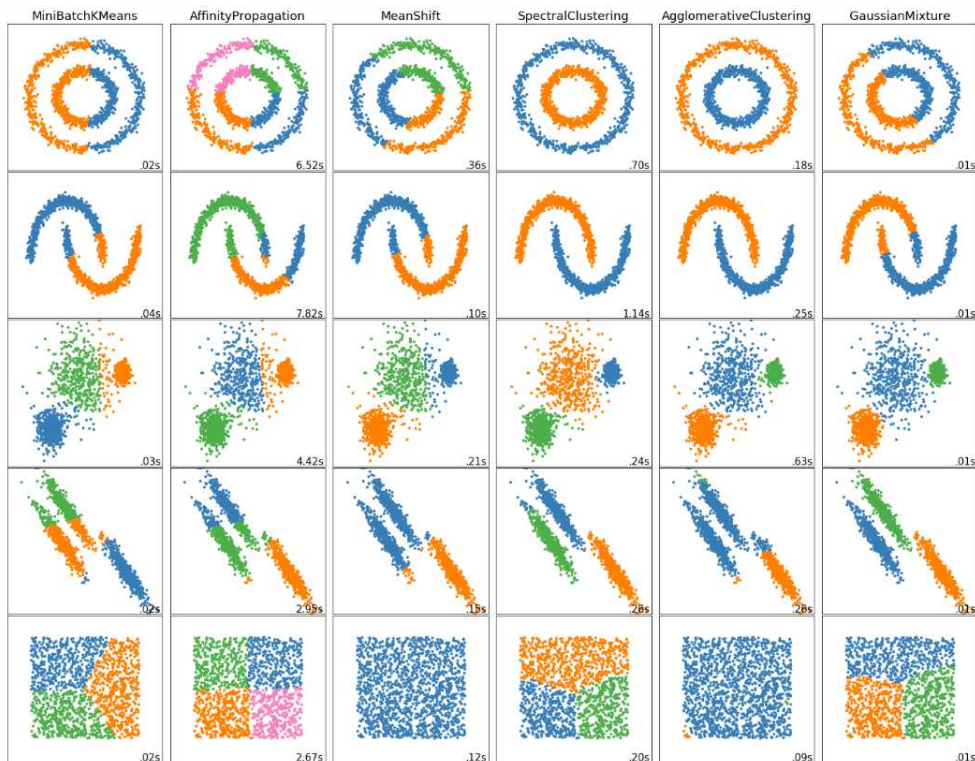 MiniBatchKMeans AffinityPropagation MeanShift SpectralClustering AgglomerativeClustering GaussianMixture
.02s 6.52s .36s .70s .18s .01s
.04s 7.82s .10s 1.14s .25s .01s
.03s 4.42s .21s .24s .63s .01s
.02s 2.95s .15s .28s .26s .01s
.02s 2.67s .12s .20s .09s .01s